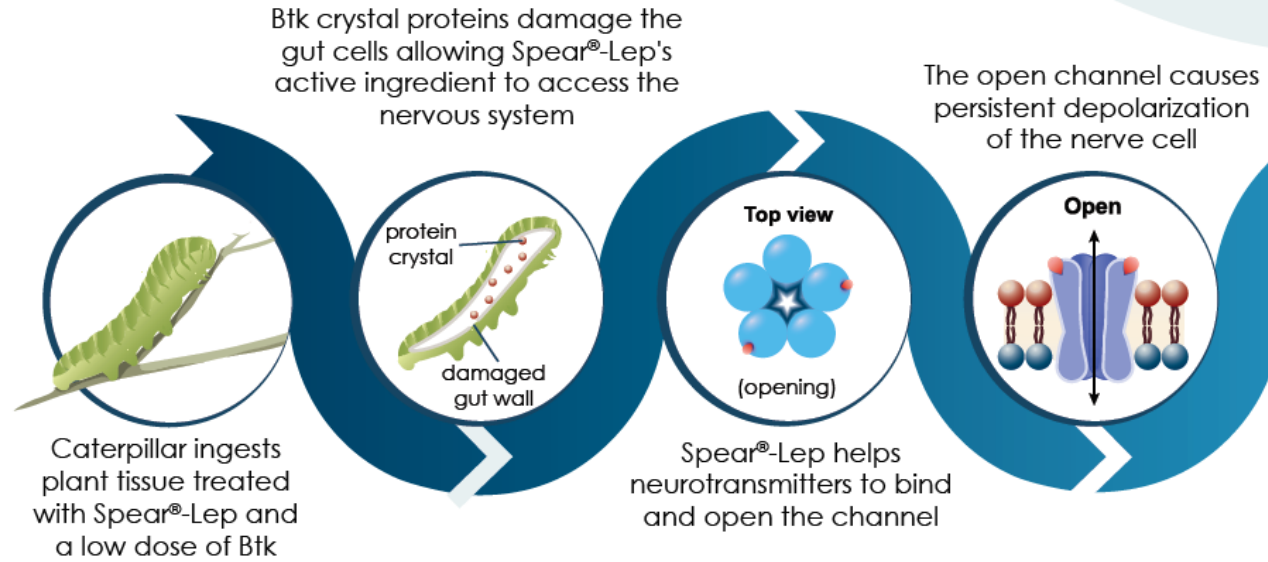 Btk crystal proteins damage the
gut cells allowing Spear®-Lep's
active ingredient to access the
nervous system
The open channel causes
persistent depolarization
of the nerve cell
protein
crystal
damaged
gut wall
Top view
(opening)
Open
Caterpillar ingests
plant tissue treated
with Spear®-Lep and
a low dose of Btk
Spear®-Lep helps
neurotransmitters to bind
and open the channel